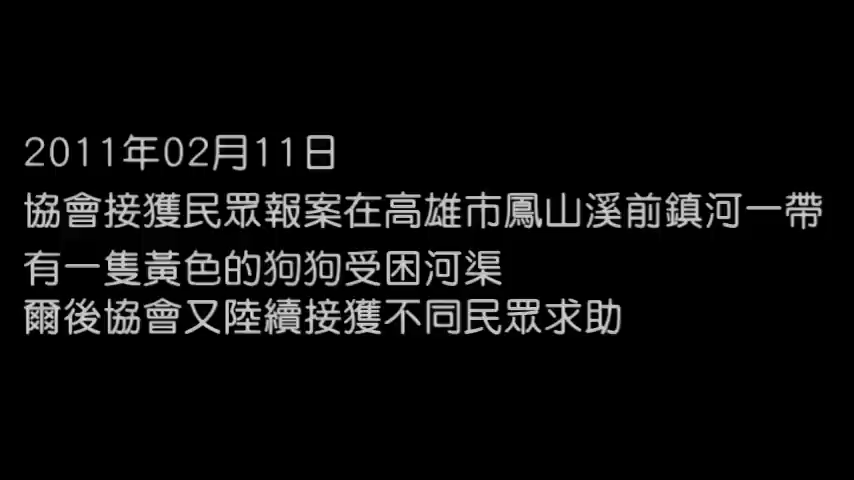 2011年02月11日
協會接獲民眾報案在高雄市鳳山溪前鎮河一帶
有一隻黃色的狗狗受困河渠
爾後協會又陸續接獲不同民眾求助